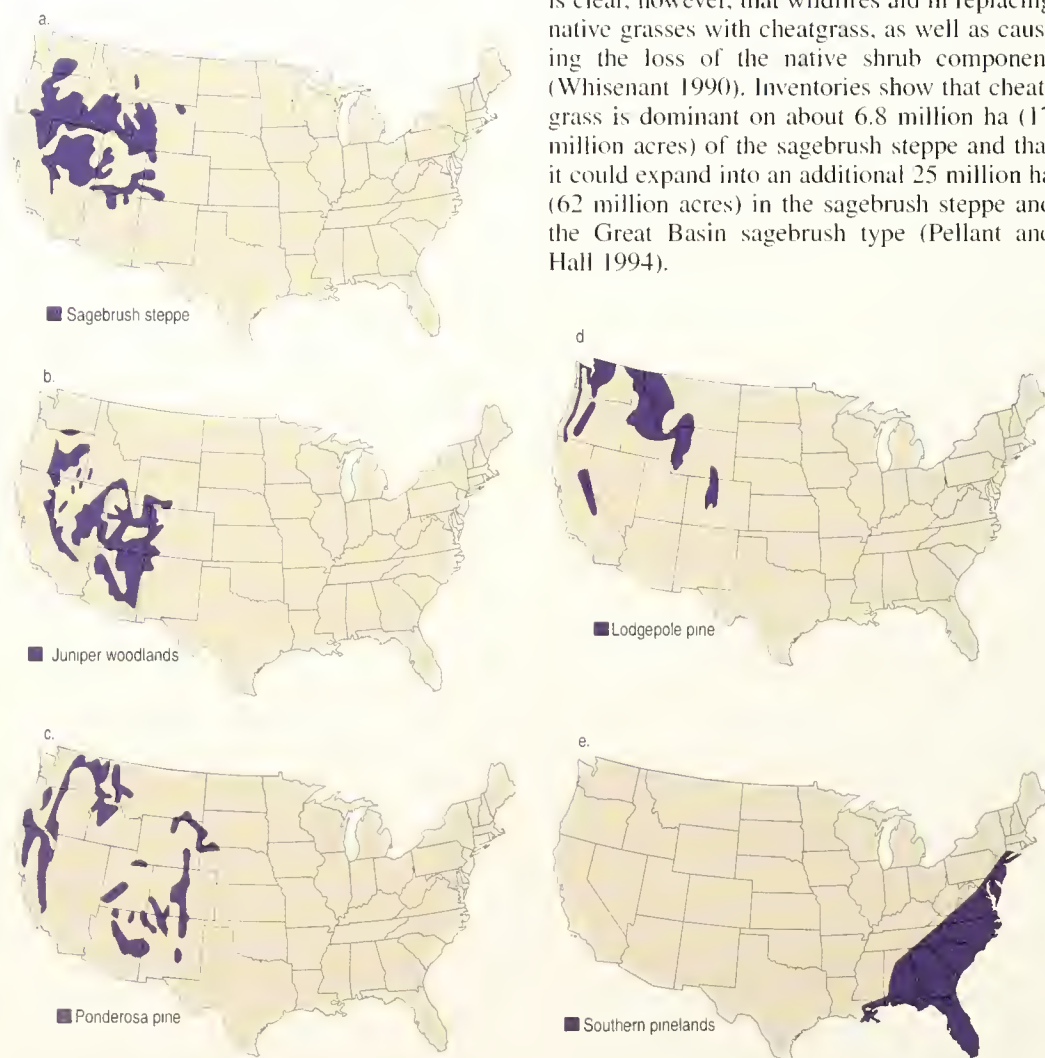 is clear, however, that wildfires aid in replacing
native grasses with cheatgrass, as well as caus
ing the loss of the native shrub componen
(Whisenant 1990). Inventories show that cheat
grass is dominant on about 6.8 million ha (17
million acres) of the sagebrush steppe and tha
it could expand into an additional 25 million ha
(62 million acres) in the sagebrush steppe and
the Great Basin sagebrush type (Pellant and
Hall 1994).
a.
Sagebrush steppe
b.
Juniper woodlands
c.
Ponderosa pine
d
Lodgepole pine
e.
Southern pinelands